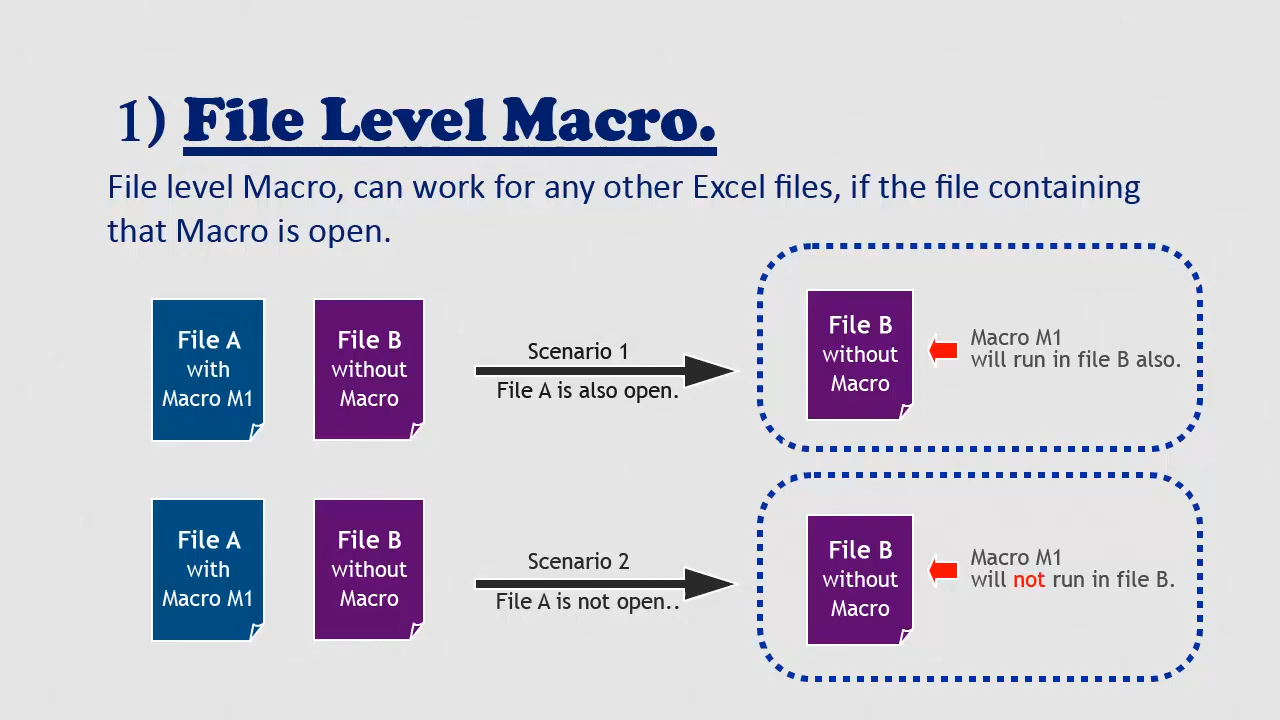 1) File Level Macro.
File level Macro, can work for any other Excel files, if the file containing
that Macro is open.
File A
with
Macro M1
File B
without
Macro
Scenario 1
File A is also open.
File B
without
Macro
Macro M1
will run in file B also.
File A
with
Macro M1
File B
without
Macro
Scenario 2
File A is not open..
File B
without
Macro
Macro M1
will not run in file B.